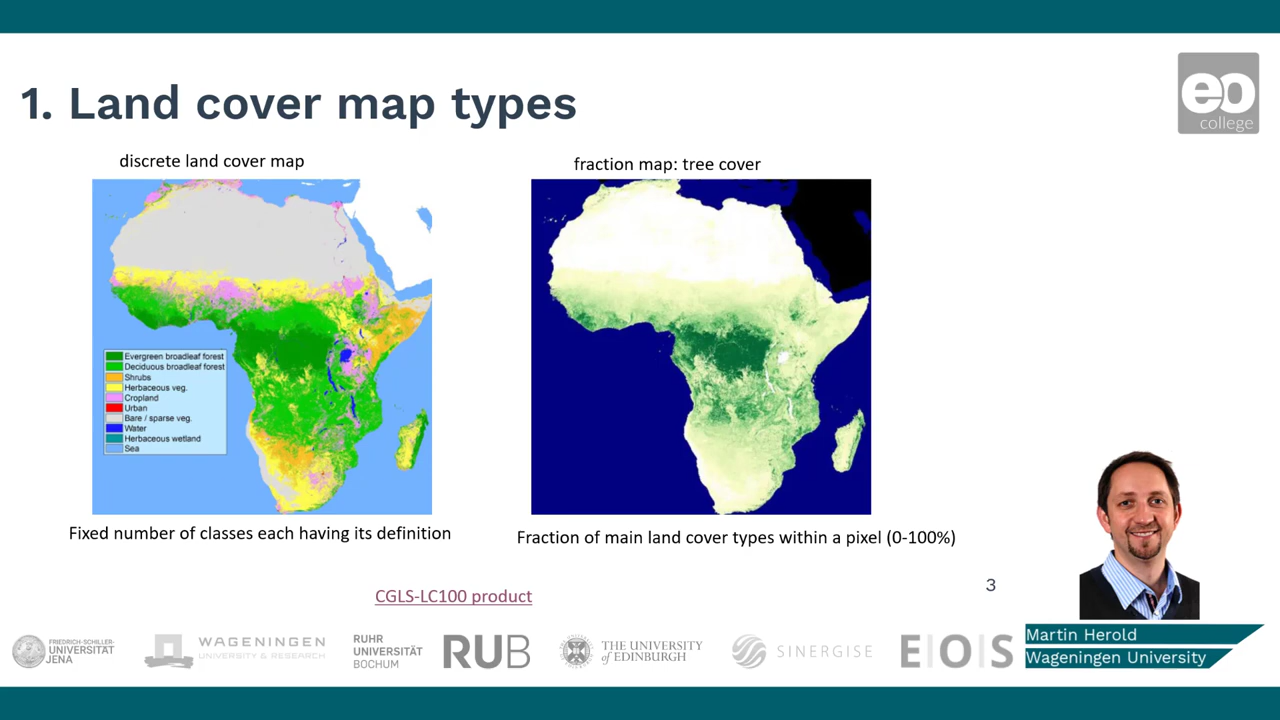 1. Land cover map types
eo
college
discrete land cover map
fraction map: tree cover
Evergreen broadleaf forest
Deciduous broadleaf forest
Shrubs
Herbaceous veg.
Cropland
Urban
Bare / sparse veg.
Water
Herbaceous wetland
Sea
Fixed number of classes each having its definition
Fraction of main land cover types within a pixel (0-100%)
CGLS-LC100 product
3
Martin Herold
Wageningen University
FRIEDRICH-SCHILLER-
UNIVERSITÄT
JENA
WAGENINGEN
UNIVERSITY & RESEARCH
RUHR
UNIVERSITÄT
BOCHUM
RUB
THE UNIVERSITY
of EDINBURGH
SINERGISE
E|O|S